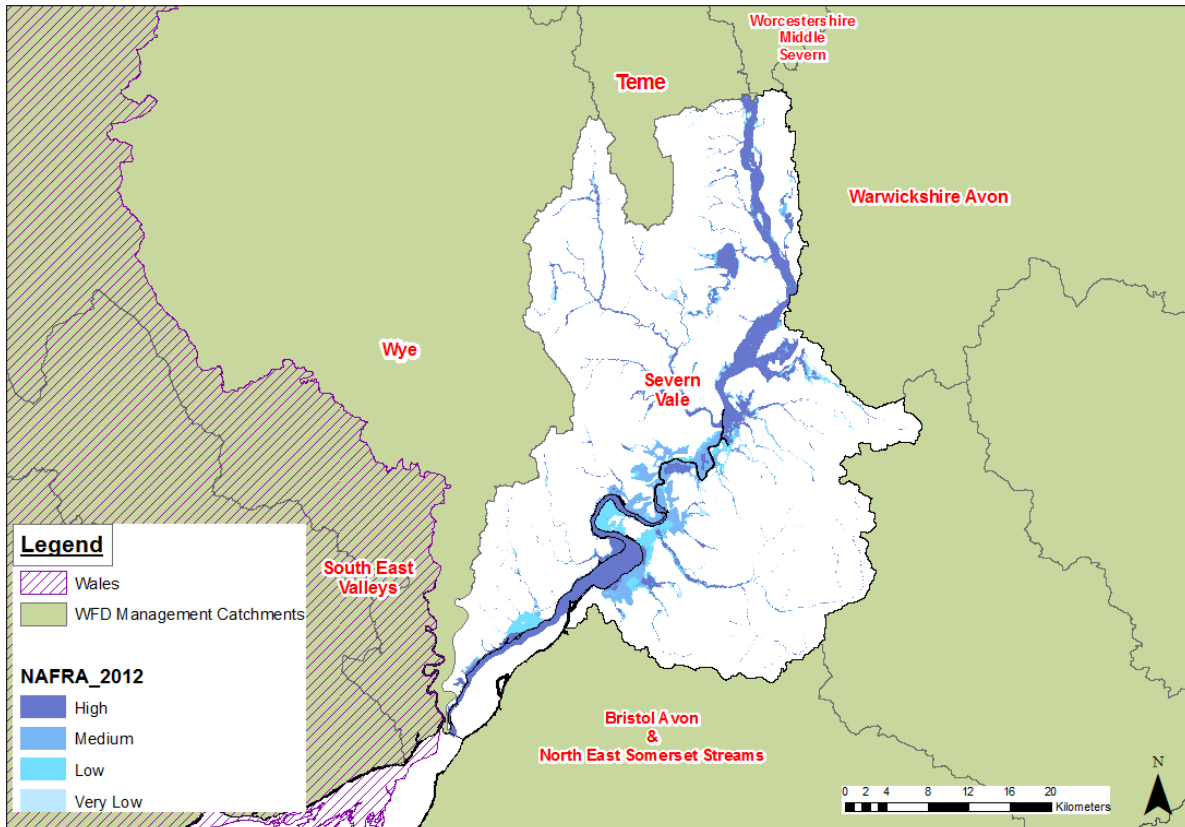 Worcestershire
Middle
Severn
Teme
Warwickshire Avon
Wye
Severn
Vale
South East
Valleys
Bristol Avon
&
North East Somerset Streams
Legend
Wales
WFD Management Catchments
NAFRA_2012
High
Medium
Low
Very Low
N
0 2 4 8 12 16 20
Kilometers